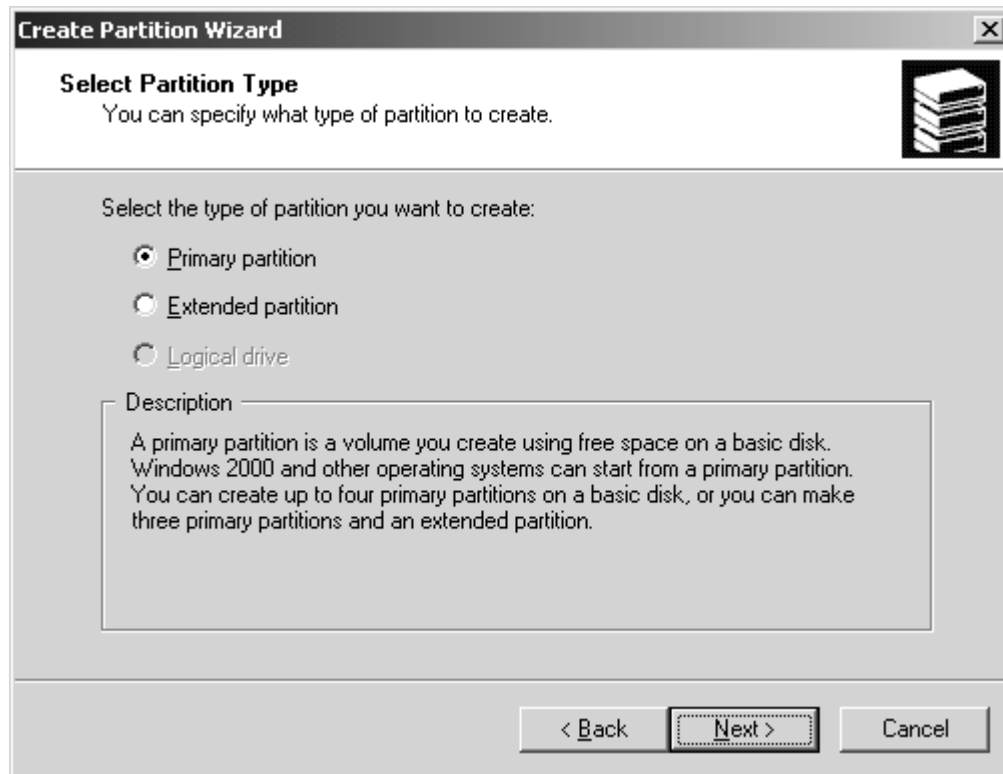 Create Partition Wizard
Select Partition Type
You can specify what type of partition to create.
Select the type of partition you want to create:
Primary partition
Extended partition
Logical drive
Description
A primary partition is a volume you create using free space on a basic disk.
Windows 2000 and other operating systems can start from a primary partition.
You can create up to four primary partitions on a basic disk, or you can make
three primary partitions and an extended partition.
< Back Next > Cancel